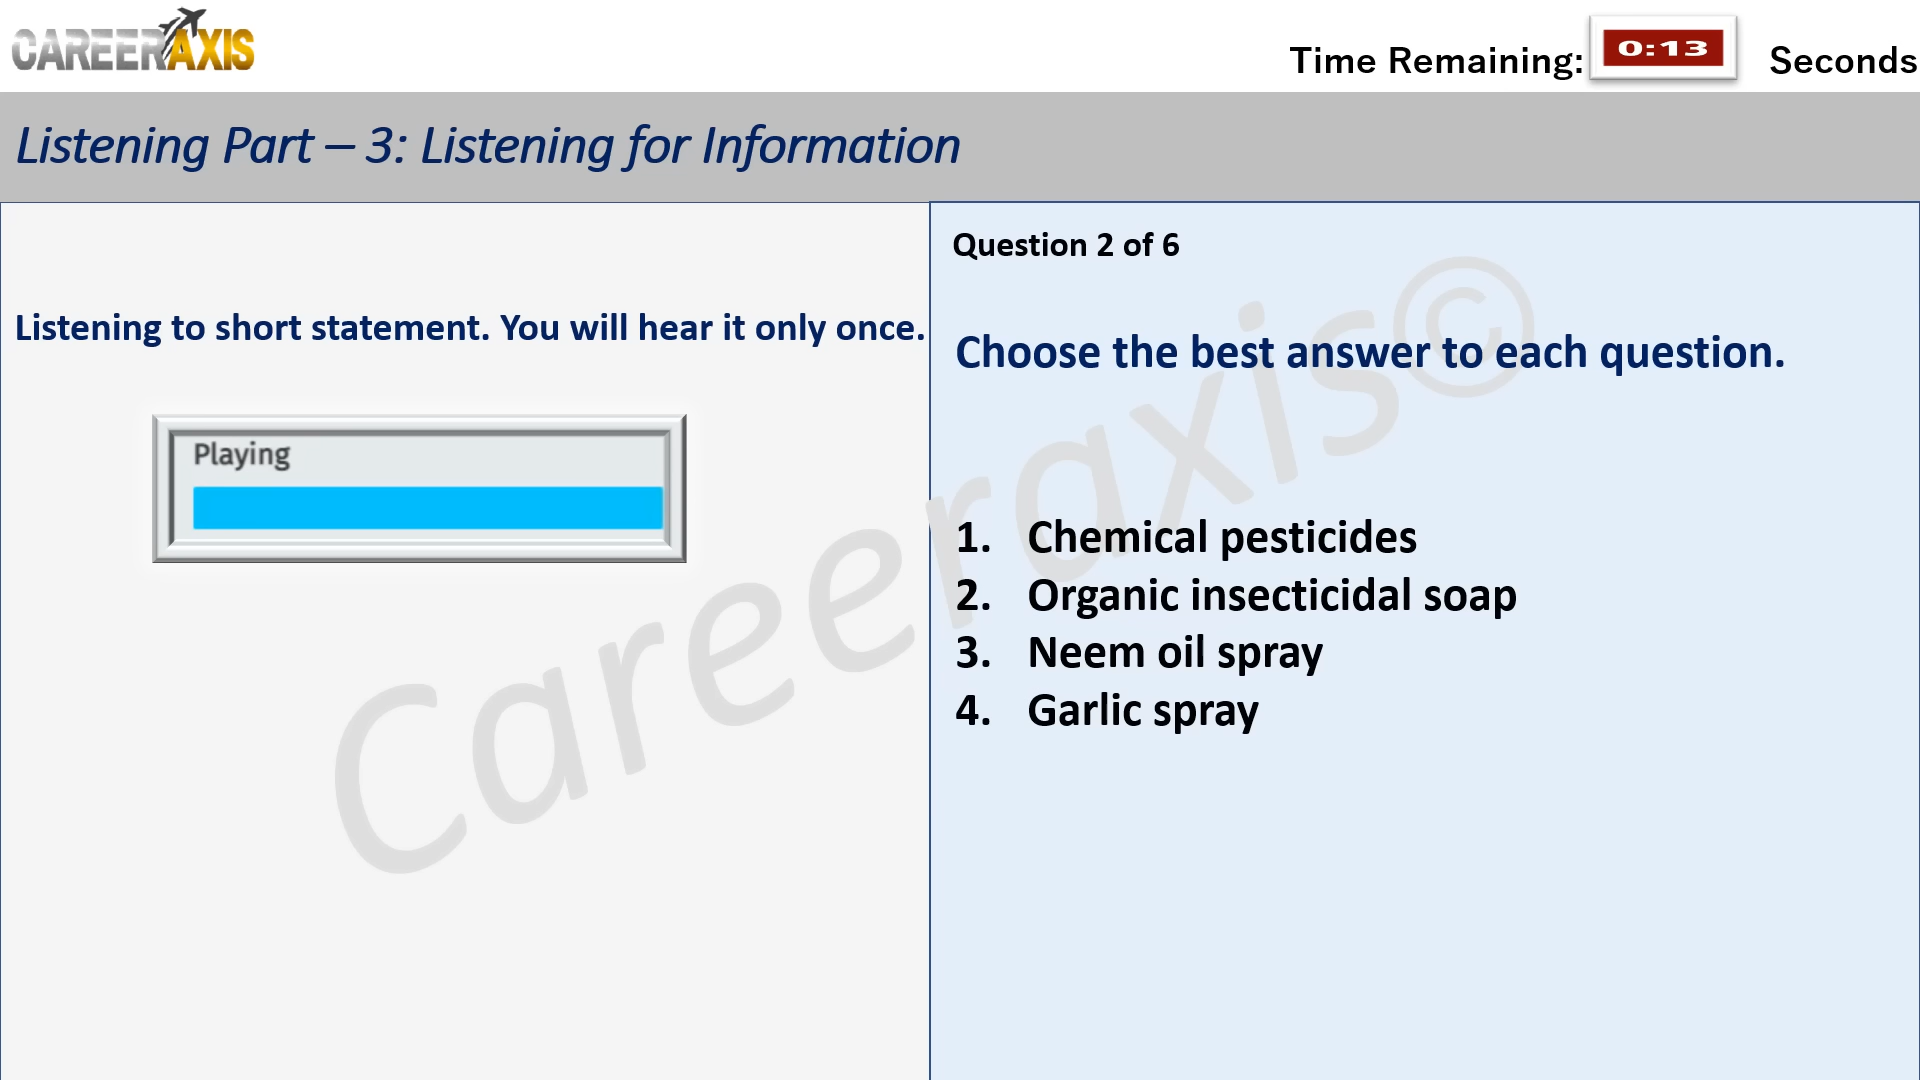 CAREERAXIS
Time Remaining: 0:13 Seconds
Listening Part – 3: Listening for Information
Listening to short statement. You will hear it only once.
Playing
Question 2 of 6
Choose the best answer to each question.
1. Chemical pesticides
2. Organic insecticidal soap
3. Neem oil spray
4. Garlic spray
Careeraxis©